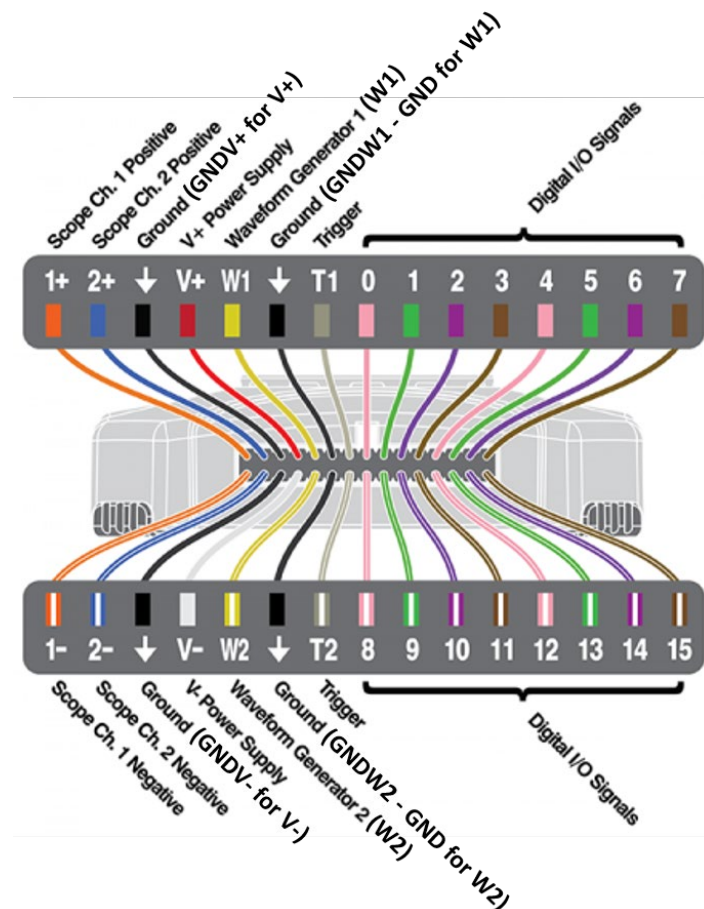 Scope Ch. 1 Positive
Scope Ch. 2 Positive
Ground (GNDV+ for V+)
V+ Power Supply
Waveform Generator 1 (W1)
Ground (GNDW1 - GND for W1)
Trigger
Digital I/O Signals
1+ 2+ ↓ V+ W1 ↓ T1 0 1 2 3 4 5 6 7
1- 2- ↓ V- W2 ↓ T2 8 9 10 11 12 13 14 15
Scope Ch. 1 Negative
Scope Ch. 2 Negative
Ground (GNDV- for V-)
V- Power Supply
Waveform Generator 2 (W2)
Ground (GNDW2 - GND for W2)
Trigger
Digital I/O Signals